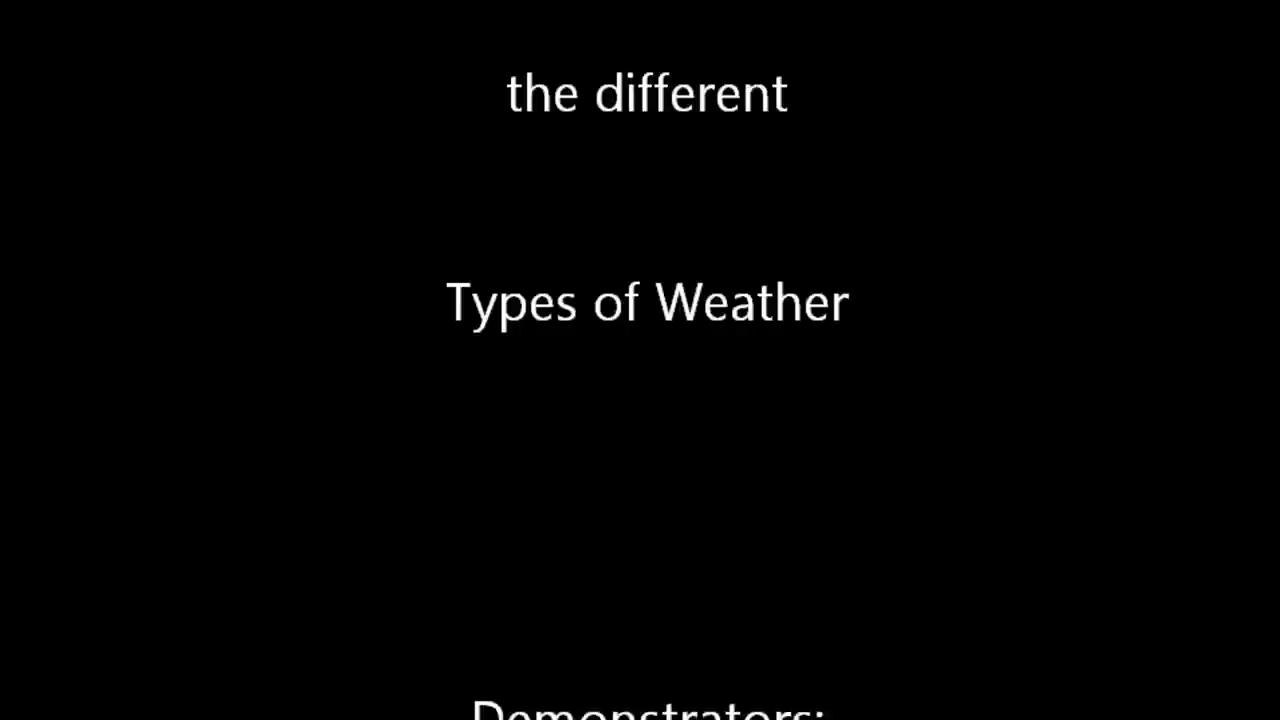 the different
Types of Weather
Demonstrators: